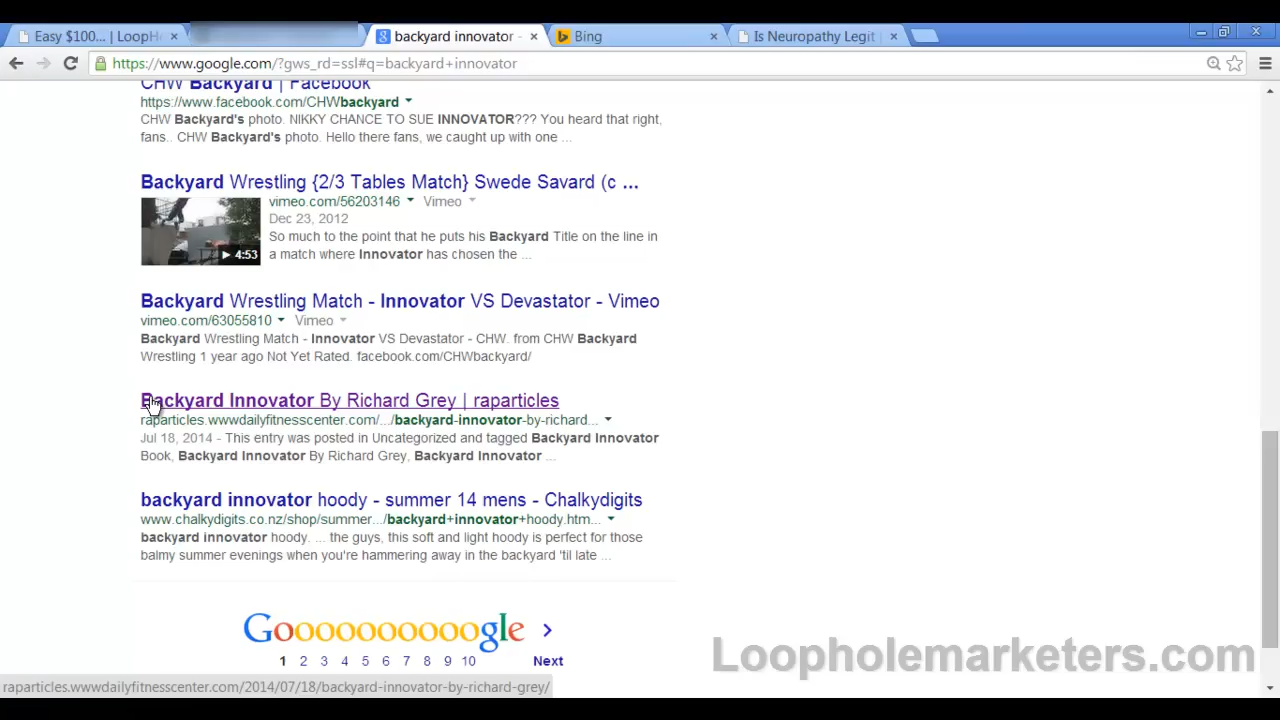 Easy $100... | LoopH
backyard innovator -
Bing
Is Neuropathy Legit
https://www.google.com/?gws_rd=ssl#q=backyard+innovator
CHW Backyard | Facebook
https://www.facebook.com/CHWbackyard
CHW Backyard's photo. NIKKY CHANCE TO SUE INNOVATOR??? You heard that right,
fans.. CHW Backyard's photo. Hello there fans, we caught up with one ...
Backyard Wrestling {2/3 Tables Match} Swede Savard (c ...
vimeo.com/56203146 Vimeo
Dec 23, 2012
So much to the point that he puts his Backyard Title on the line in
a match where Innovator has chosen the ...
4:53
Backyard Wrestling Match - Innovator VS Devastator - Vimeo
vimeo.com/63055810 Vimeo
Backyard Wrestling Match - Innovator VS Devastator - CHW. from CHW Backyard
Wrestling 1 year ago Not Yet Rated. facebook.com/CHWbackyard/
Backyard Innovator By Richard Grey | raparticles
raparticles.wwwdailyfitnesscenter.com/.../backyard-innovator-by-richard...
Jul 18, 2014 - This entry was posted in Uncategorized and tagged Backyard Innovator
Book, Backyard Innovator By Richard Grey, Backyard Innovator ...
backyard innovator hoody - summer 14 mens - Chalkydigits
www.chalkydigits.co.nz/shop/summer.../backyard+innovator+hoody.htm...
backyard innovator hoody. ... the guys, this soft and light hoody is perfect for those
balmy summer evenings when you're hammering away in the backyard 'til late ...
Goooooooooogle
1 2 3 4 5 6 7 8 9 10 Next
Loopholemarketers.com
raparticles.wwwdailyfitnesscenter.com/2014/07/18/backyard-innovator-by-richard-grey/